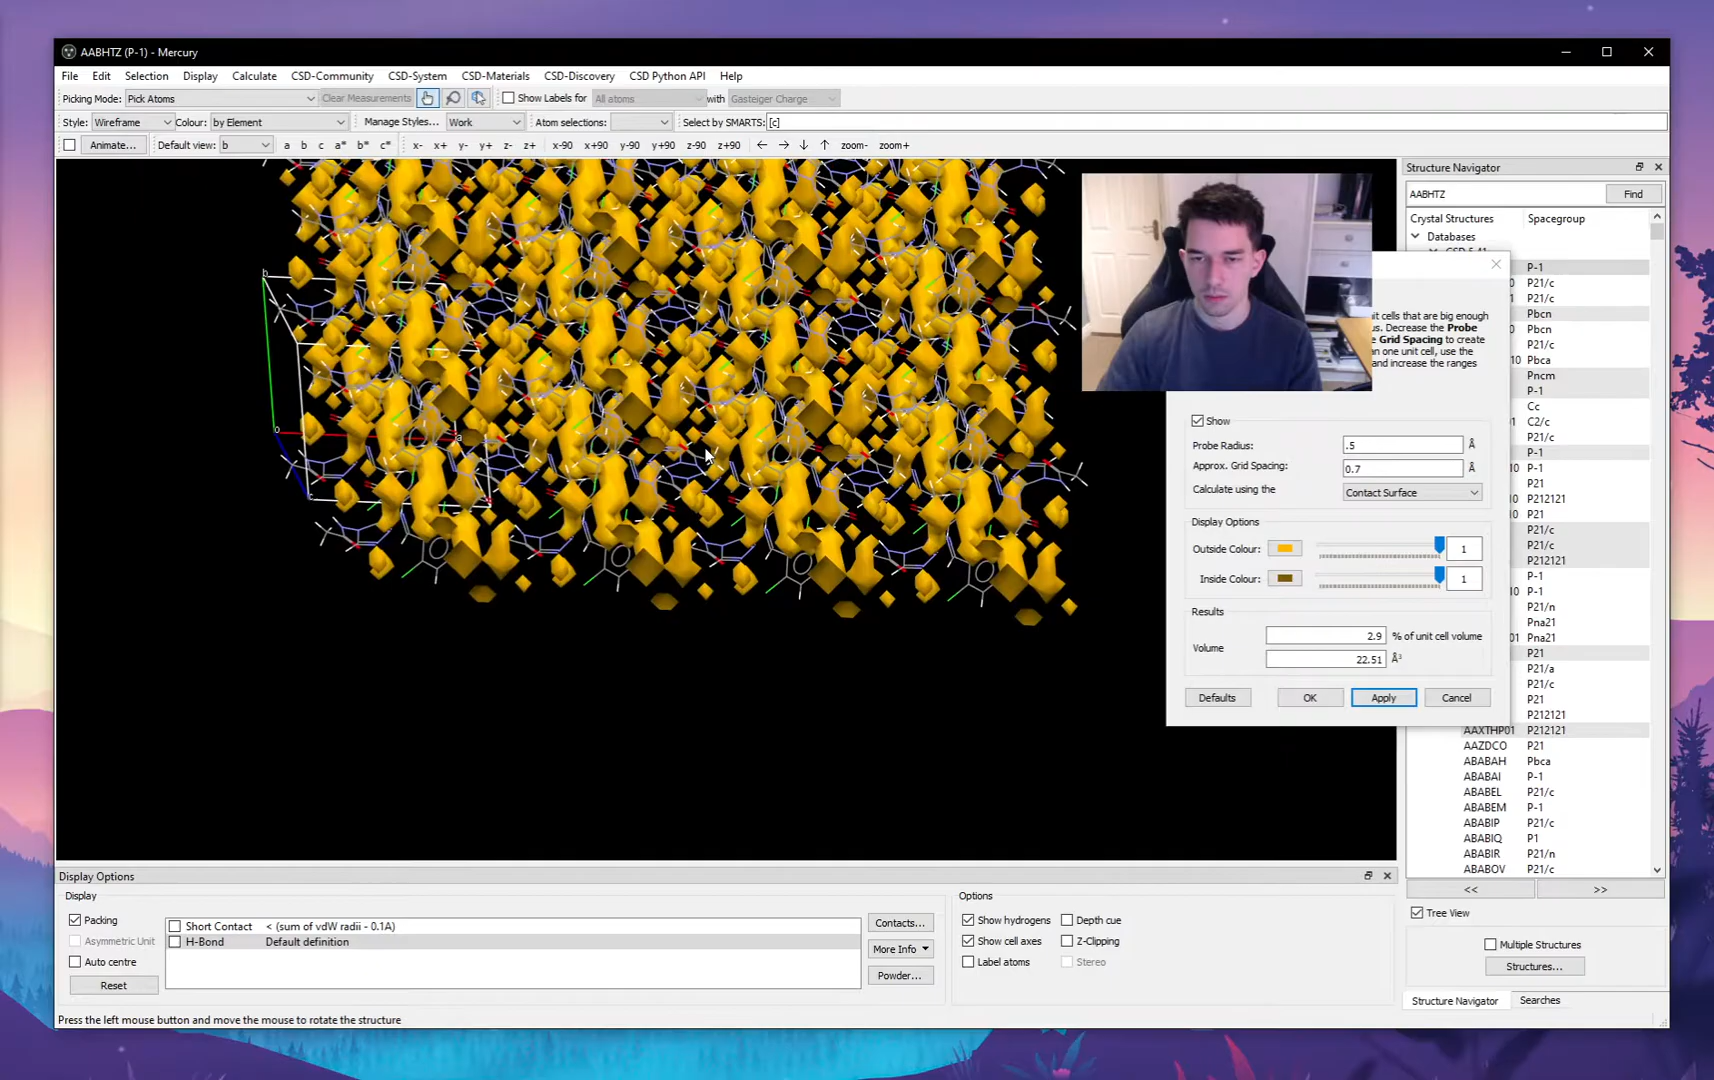 AABHTZ (P-1) - Mercury
File Edit Selection Display Calculate CSD-Community CSD-System CSD-Materials CSD-Discovery CSD Python API Help
Picking Mode: Pick Atoms Clear Measurements Show Labels for All atoms with Gasteiger Charge
Style: Wireframe Colour: by Element Manage Styles... Work Atom selections: Select by SMARTS: [c]
Animate... Default view: b a b c a* b* c* x- x+ y- y+ z- z+ x-90 x+90 y-90 y+90 z-90 z+90 ← → ↓ ↑ zoom- zoom+
b
o
a
c
Structure Navigator
AABHTZ Find
Crystal Structures Spacegroup
Databases
P-1
P21/c
P21/c
Pbcn
Pbcn
P21/c
10 Pbca
Pncm
P-1
Cc
C2/c
P21/c
P-1
10 P-1
P21
11 P212121
10 P21
P21/c
P21/c
P212121
P-1
10 P-1
P21/n
Pna21
01 Pna21
P21
P21/a
P21/c
P21
P212121
AAXTHP01 P212121
AAZDCO P21
ABABAH Pbca
ABABAI P-1
ABABEL P21/c
ABABEM P-1
ABABIP P21/c
ABABIQ P1
ABABIR P21/n
ABABOV P21/c
<< >>
Tree View
Multiple Structures
Structures...
Structure Navigator Searches
it cells that are big enough
us. Decrease the Probe
e Grid Spacing to create
an one unit cell, use the
and increase the ranges
Show
Probe Radius: .5 Å
Approx. Grid Spacing: 0.7 Å
Calculate using the Contact Surface
Display Options
Outside Colour: 1
Inside Colour: 1
Results
Volume
2.9 % of unit cell volume
22.51 Å³
Defaults OK Apply Cancel
Display Options
Display
Packing
Asymmetric Unit
Auto centre
Reset
Short Contact < (sum of vdW radii - 0.1A)
H-Bond Default definition
Contacts...
More Info
Powder...
Options
Show hydrogens Depth cue
Show cell axes Z-Clipping
Label atoms Stereo
Press the left mouse button and move the mouse to rotate the structure